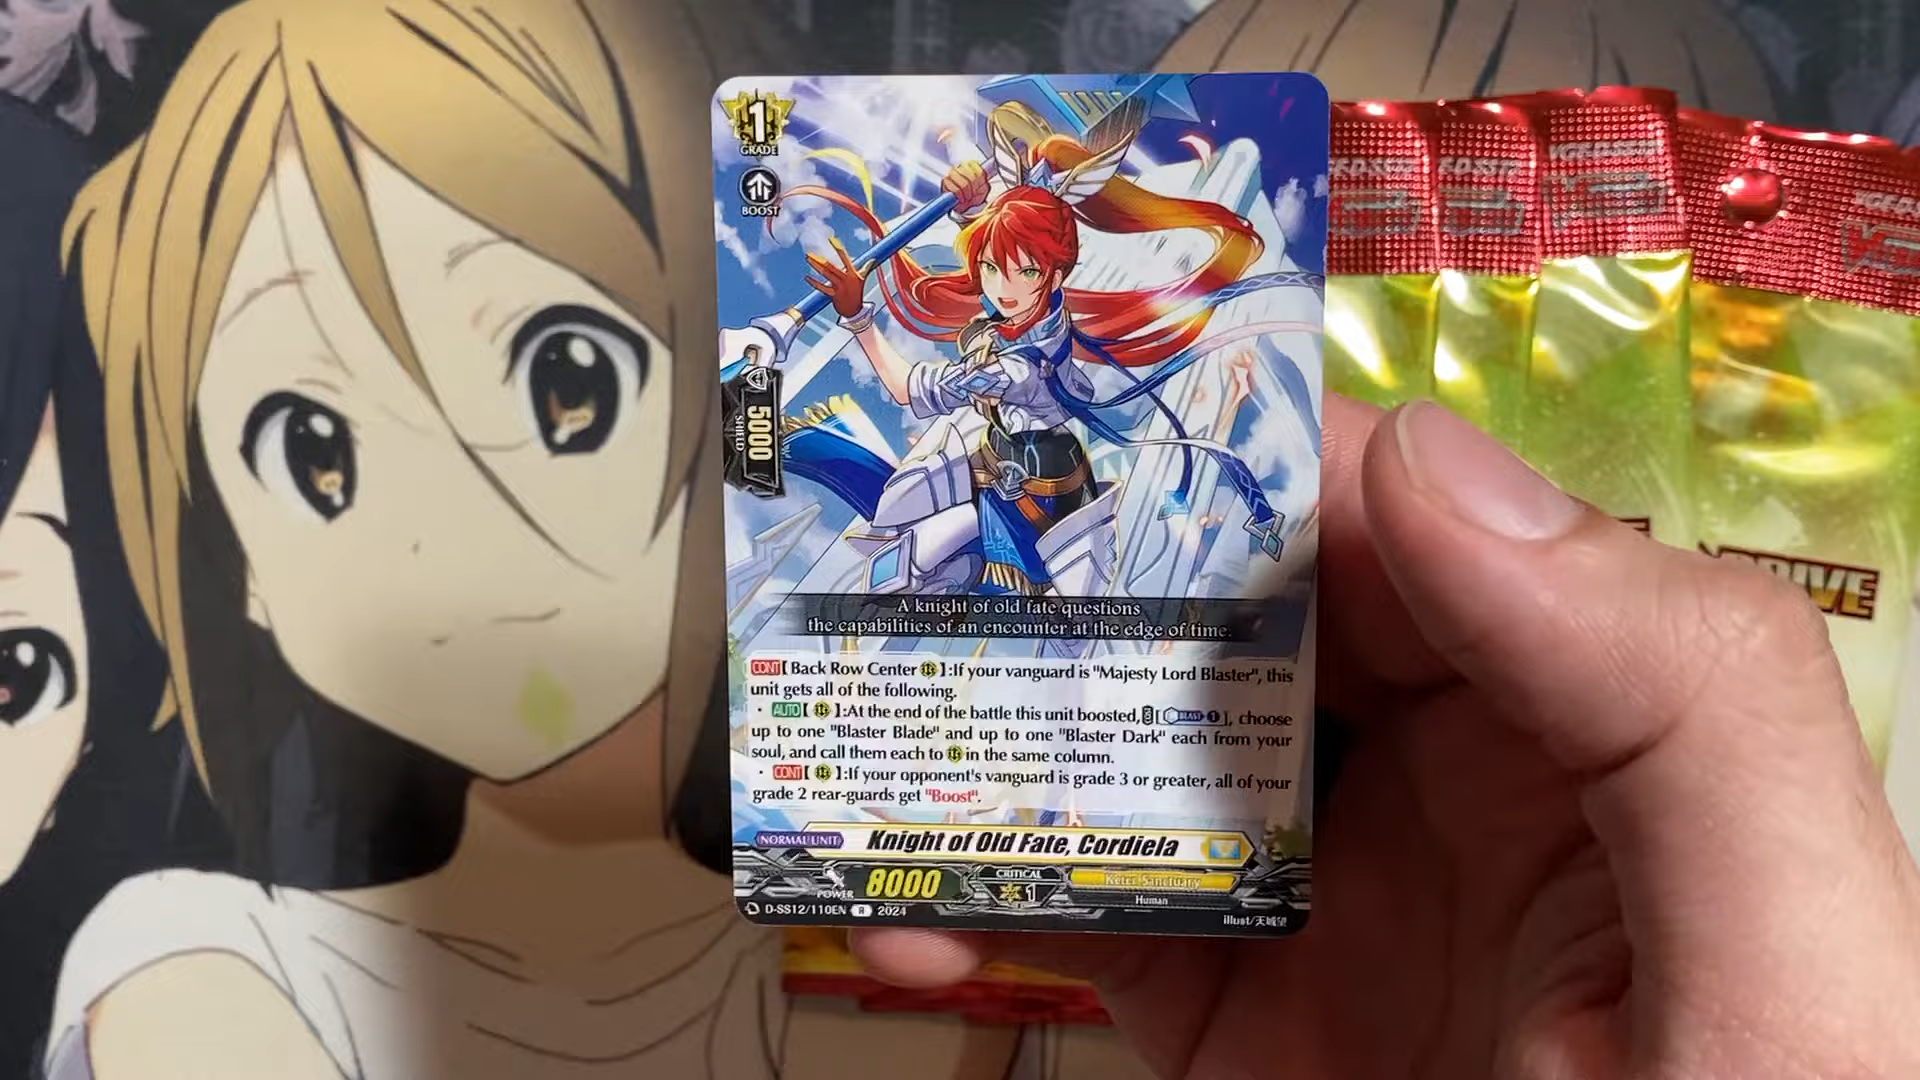 1
GRADE
BOOST
5000
SHIELD
A knight of old fate questions
the capabilities of an encounter at the edge of time.
CONT【Back Row Center 】:If your vanguard is "Majesty Lord Blaster", this
unit gets all of the following.
・AUTO【 】:At the end of the battle this unit boosted, [ BLAST 1 ], choose
up to one "Blaster Blade" and up to one "Blaster Dark" each from your
soul, and call them each to in the same column.
・CONT【 】:If your opponent's vanguard is grade 3 or greater, all of your
grade 2 rear-guards get "Boost".
NORMAL UNIT
Knight of Old Fate, Cordiela
POWER
8000
CRITICAL
1
Keter Sanctuary
Human
D-SS12/110EN R 2024
illust/天城望